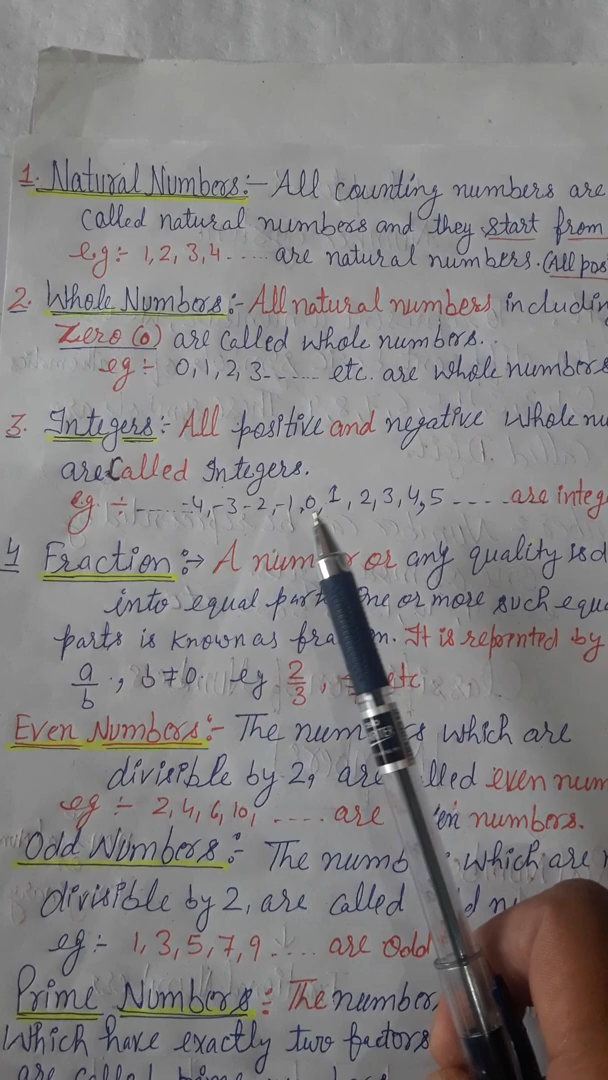 1. Natural Numbers:- All counting numbers are
called natural numbers and they start from
eg:- 1,2,3,4..... are natural numbers. (All pos
2. Whole Numbers:- All natural numbers includin
Zero (0) are called whole numbers.
eg:- 0,1,2,3....... etc. are whole numbers
3. Integers:- All positive and negative whole nu
are called Integers.
eg ÷ ......-4,-3-2,-1,0,1,2,3,4,5..... are integ
4 Fraction:→ A num or any quality is d
into equal part one or more such equa
parts is known as fra n. It is reprented by
a/b, b≠0. eg 2/3, etc
Even Numbers:- The num s which are
divisible by 2, are lled even num
eg ÷ 2,4,6,10, ..... are en numbers.
Odd Numbers:- The numb which are n
divisible by 2, are called d n
eg:- 1,3,5,7,9.... are odd
Prime Numbers:- The number
which have exactly two factors
are called